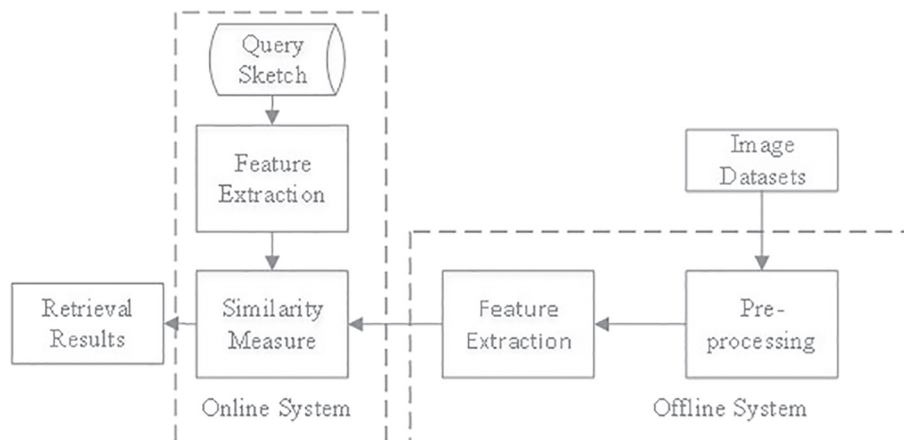 Query
Sketch
Feature
Extraction
Image
Datasets
Retrieval
Results
Similarity
Measure
Feature
Extraction
Pre-
processing
Online System
Offline System